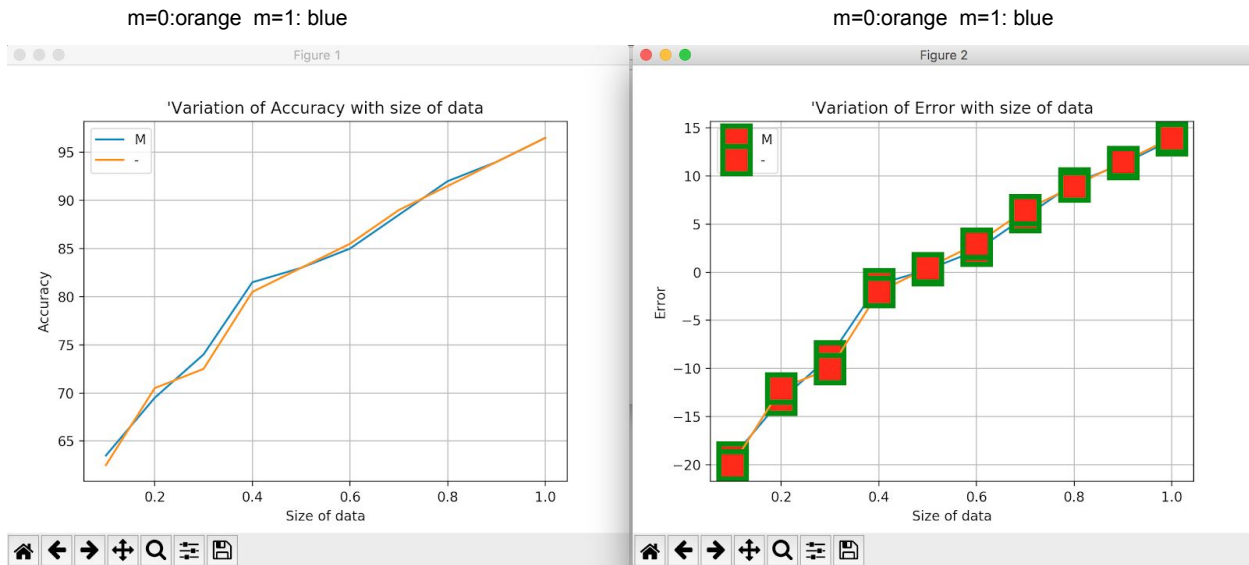 m=0:orange m=1: blue
m=0:orange m=1: blue
Figure 1
'Variation of Accuracy with size of data
M
-
95
90
85
80
75
70
65
Accuracy
0.2 0.4 0.6 0.8 1.0
Size of data
Figure 2
'Variation of Error with size of data
M
-
15
10
5
0
−5
−10
−15
−20
Error
0.2 0.4 0.6 0.8 1.0
Size of data